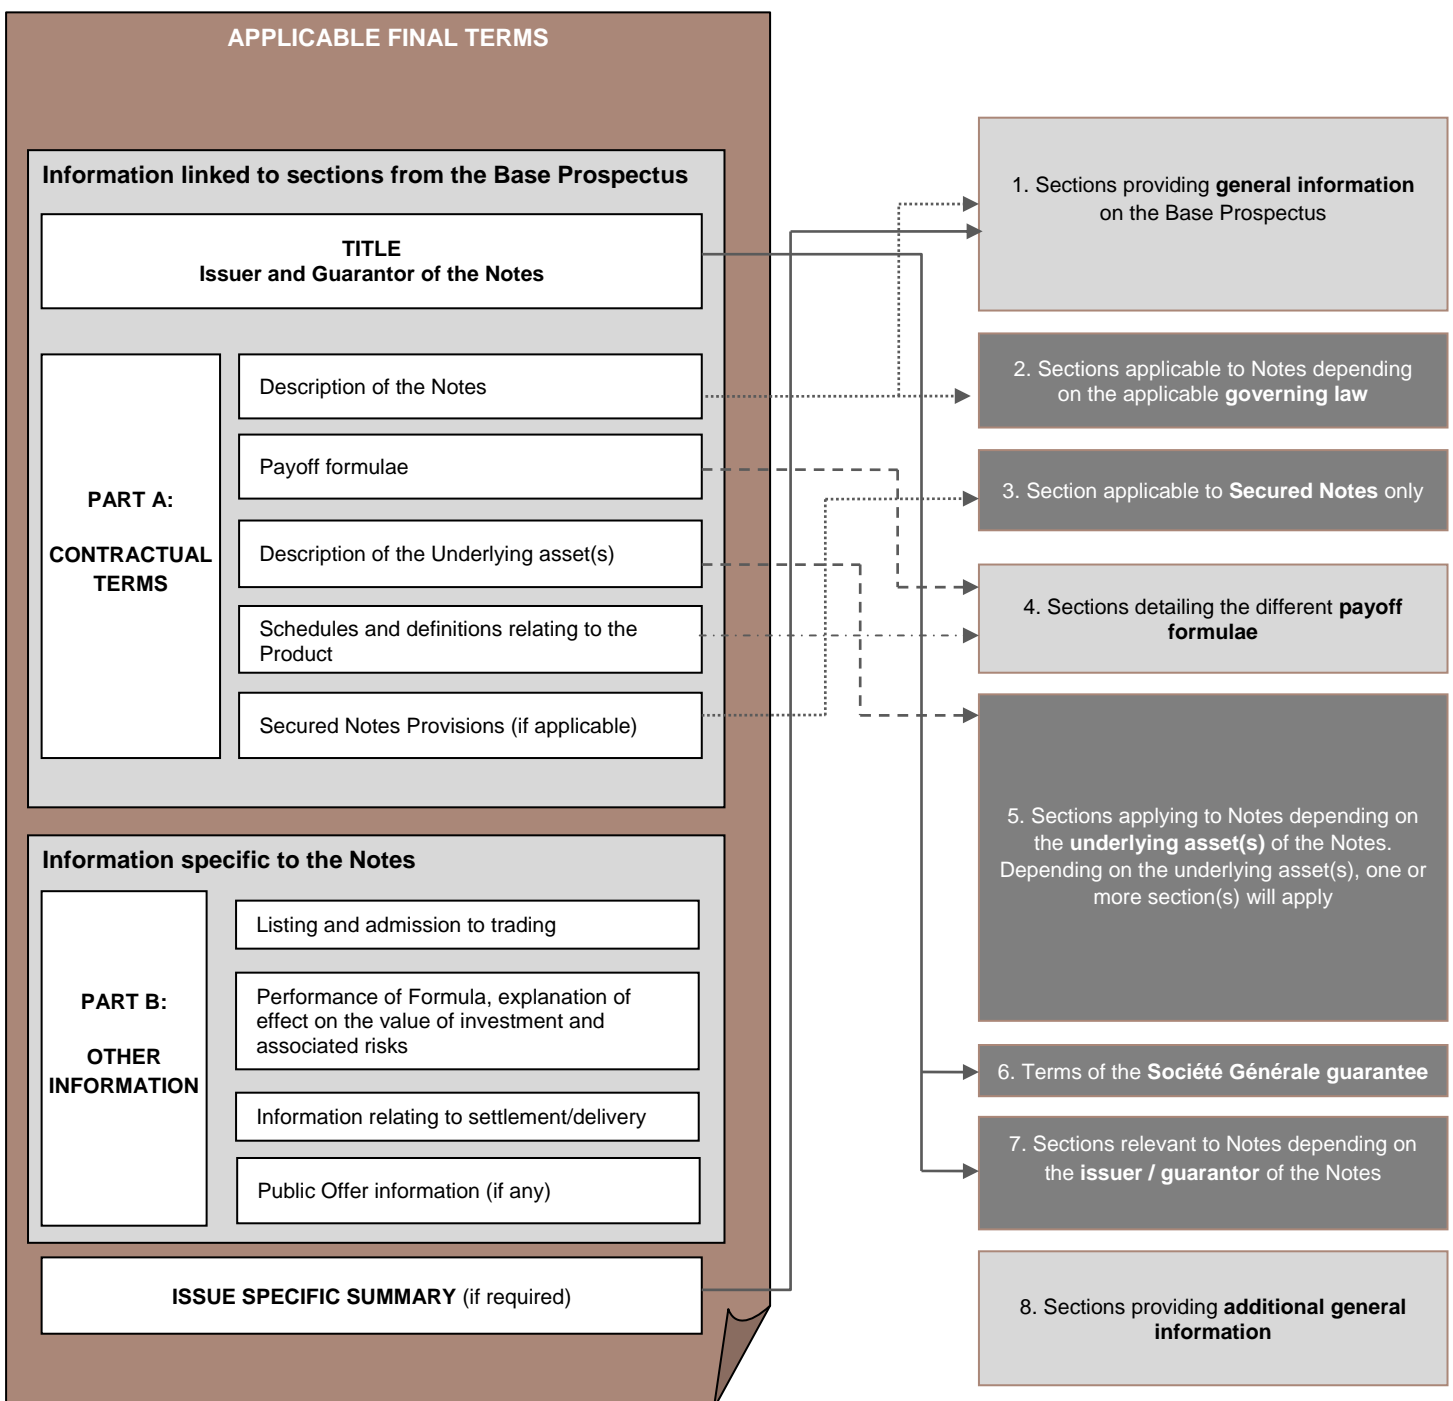 APPLICABLE FINAL TERMS
Information linked to sections from the Base Prospectus
TITLE
Issuer and Guarantor of the Notes
PART A:
CONTRACTUAL
TERMS
Description of the Notes
Payoff formulae
Description of the Underlying asset(s)
Schedules and definitions relating to the
Product
Secured Notes Provisions (if applicable)
Information specific to the Notes
PART B:
OTHER
INFORMATION
Listing and admission to trading
Performance of Formula, explanation of
effect on the value of investment and
associated risks
Information relating to settlement/delivery
Public Offer information (if any)
ISSUE SPECIFIC SUMMARY (if required)
1. Sections providing general information
on the Base Prospectus
2. Sections applicable to Notes depending
on the applicable governing law
3. Section applicable to Secured Notes only
4. Sections detailing the different payoff
formulae
5. Sections applying to Notes depending on
the underlying asset(s) of the Notes.
Depending on the underlying asset(s), one or
more section(s) will apply
6. Terms of the Société Générale guarantee
7. Sections relevant to Notes depending on
the issuer / guarantor of the Notes
8. Sections providing additional general
information